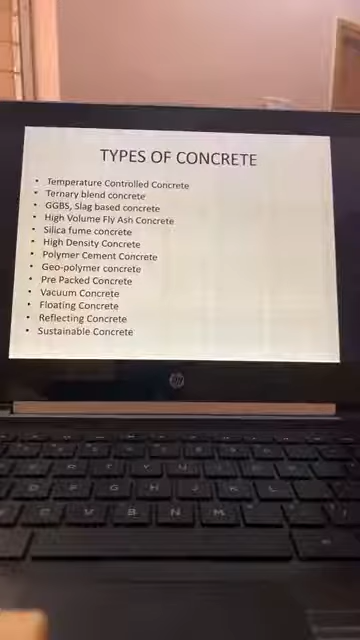 TYPES OF CONCRETE
• Temperature Controlled Concrete
• Ternary blend concrete
• GGBS, Slag based concrete
• High Volume Fly Ash Concrete
• Silica fume concrete
• High Density Concrete
• Polymer Cement Concrete
• Geo-polymer concrete
• Pre Packed Concrete
• Vacuum Concrete
• Floating Concrete
• Reflecting Concrete
• Sustainable Concrete
hp